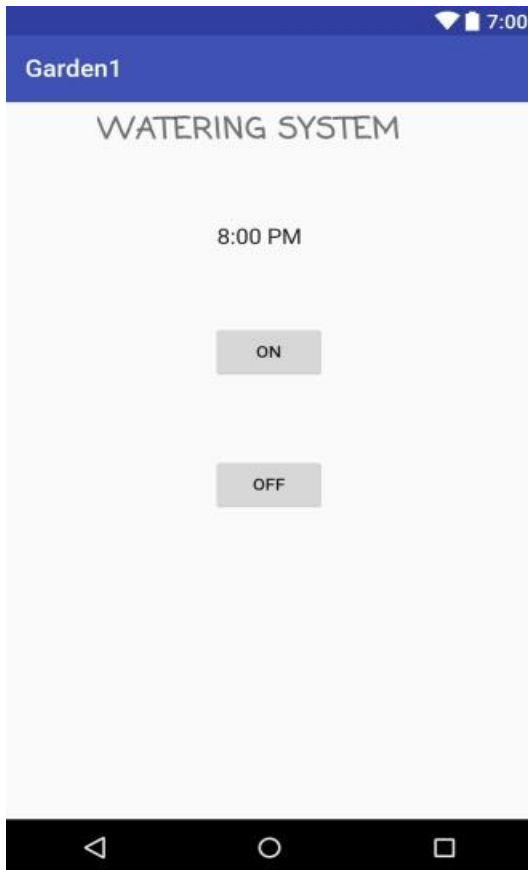 7:00
Garden1
WATERING SYSTEM
8:00 PM
ON
OFF